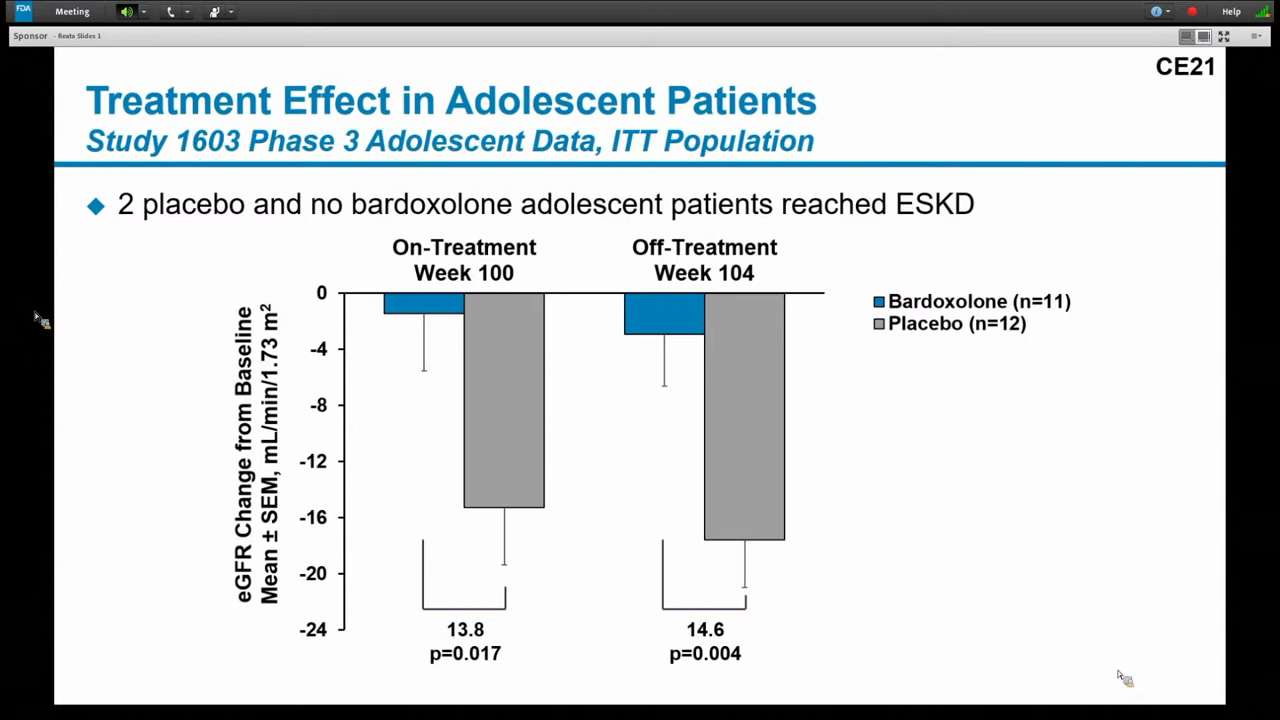 FDA
Meeting
Help
Sponsor - Reata Slides 1
CE21
Treatment Effect in Adolescent Patients
Study 1603 Phase 3 Adolescent Data, ITT Population
2 placebo and no bardoxolone adolescent patients reached ESKD
On-Treatment
Week 100
Off-Treatment
Week 104
eGFR Change from Baseline
Mean ± SEM, mL/min/1.73 m²
0
-4
-8
-12
-16
-20
-24
Bardoxolone (n=11)
Placebo (n=12)
13.8
p=0.017
14.6
p=0.004